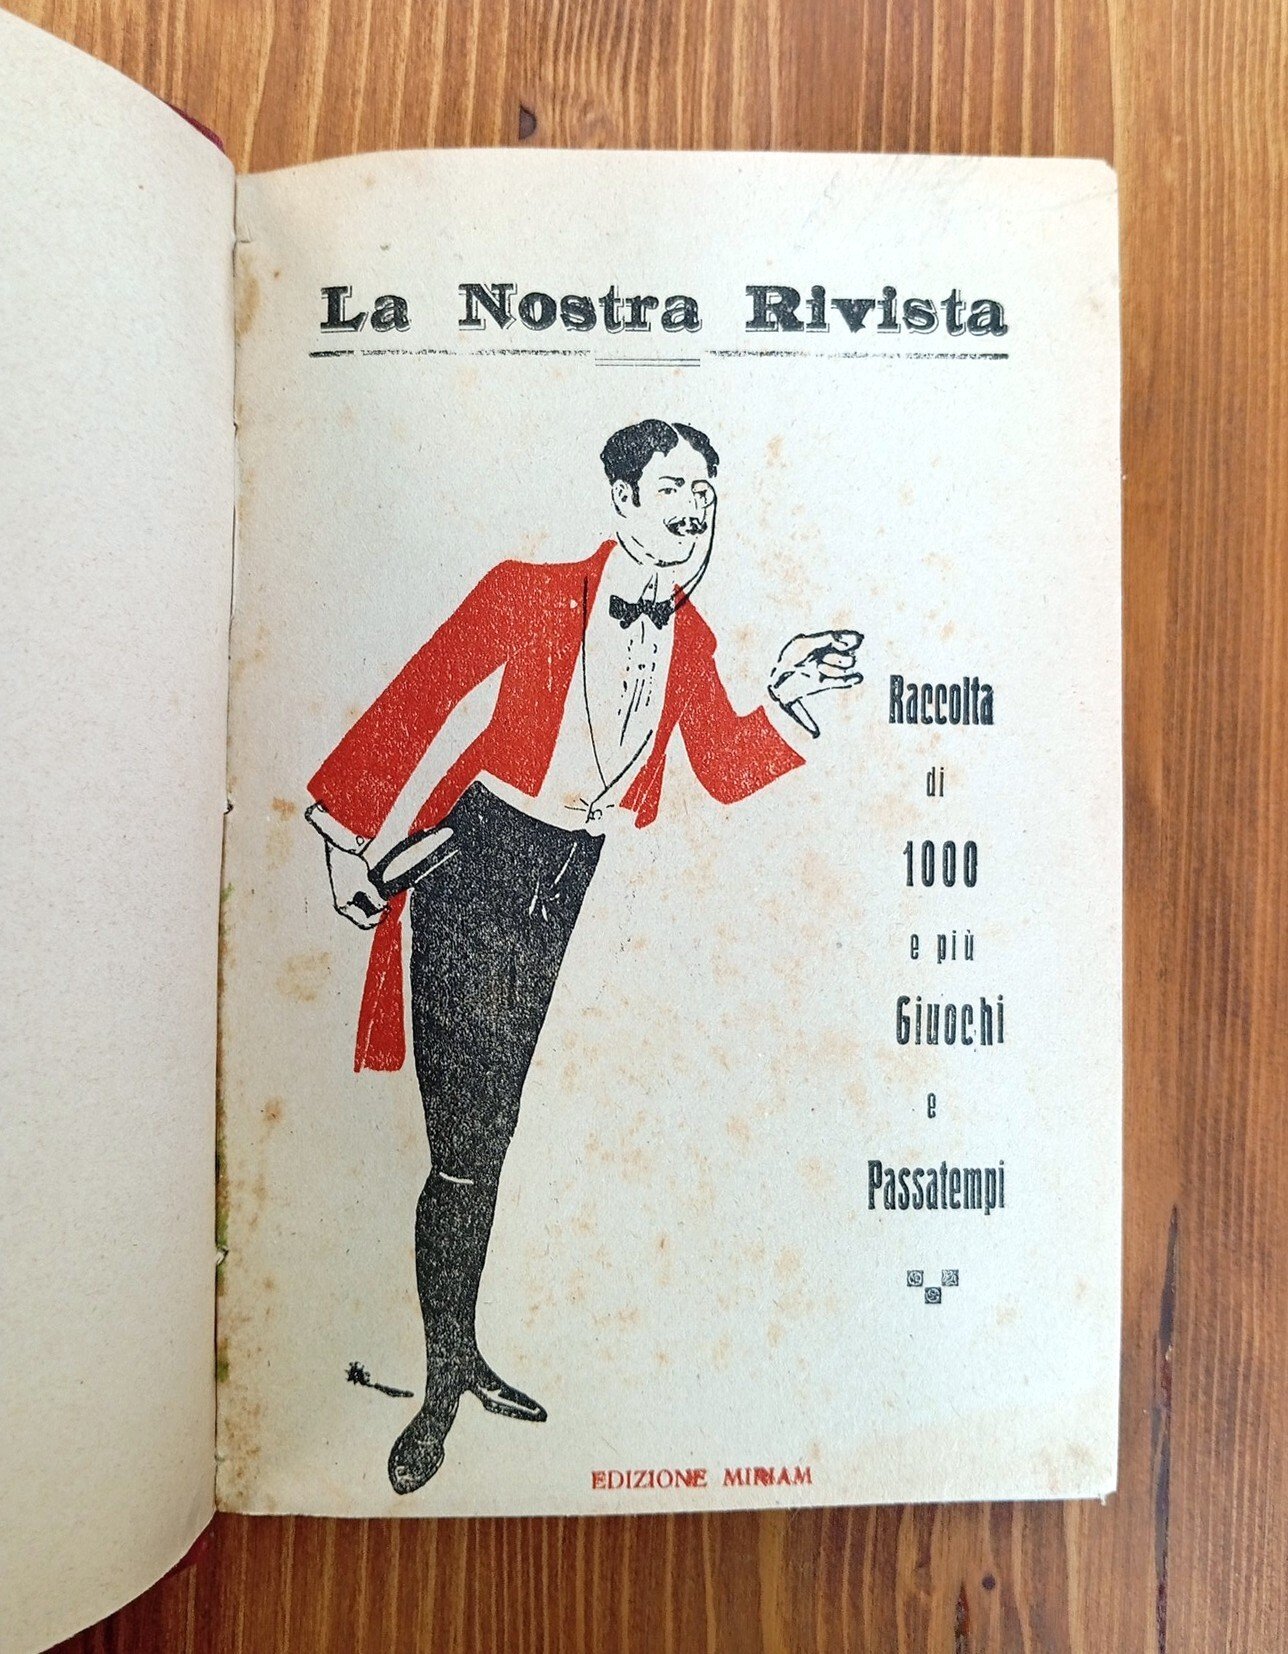 La Nostra Rivista
Raccolta
di
1000
e più
Giuochi
e
Passatempi
EDIZIONE MIRIAM